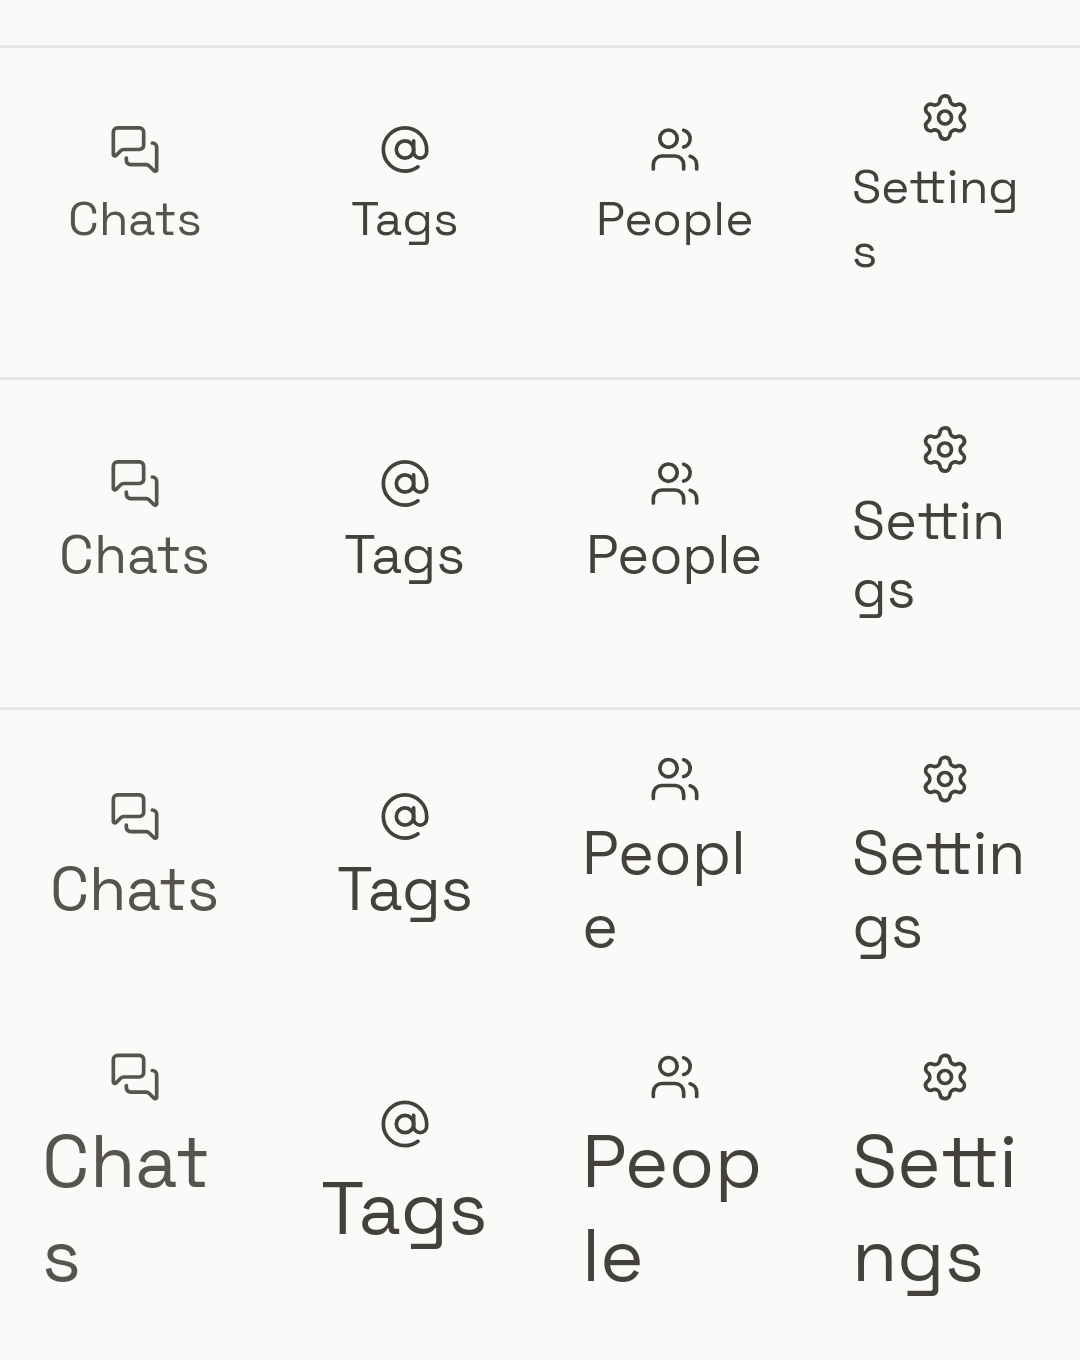 Chats
Tags
People
Setting
s
Chats
Tags
People
Settin
gs
Chats
Tags
Peopl
e
Settin
gs
Chat
s
Tags
Peop
le
Setti
ngs